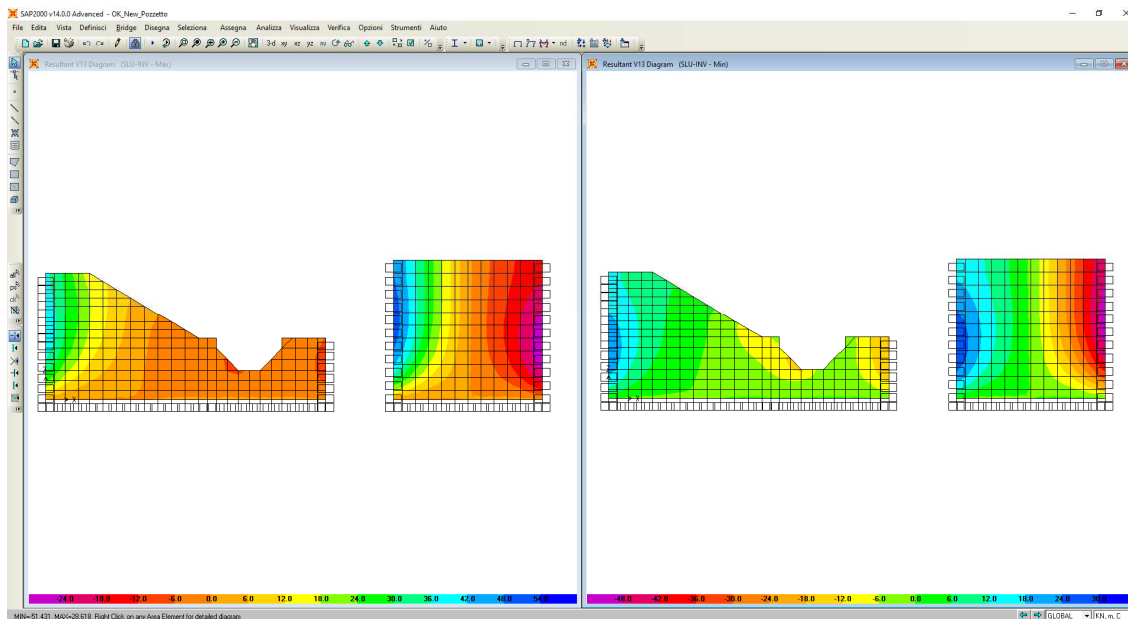 SAP2000 v14.0.0 Advanced - OK_New_Pozzetto
File Edit Vista Definisci Bridge Disegna Seleziona Assegna Analizza Visualizza Verifica Opzioni Strumenti Aiuto
3-d xy xz yz nv nd
Resultant V13 Diagram (SLU-INV - Max)
Resultant V13 Diagram (SLU-INV - Min)
all
X
X
-24.0 -18.0 -12.0 -6.0 0.0 6.0 12.0 18.0 24.0 30.0 36.0 42.0 48.0 54.0
-48.0 -42.0 -36.0 -30.0 -24.0 -18.0 -12.0 -6.0 0.0 6.0 12.0 18.0 24.0 30.0
MIN=-51.431, MAX=28.618, Right Click on any Area Element for detailed diagram
GLOBAL KN, m, C